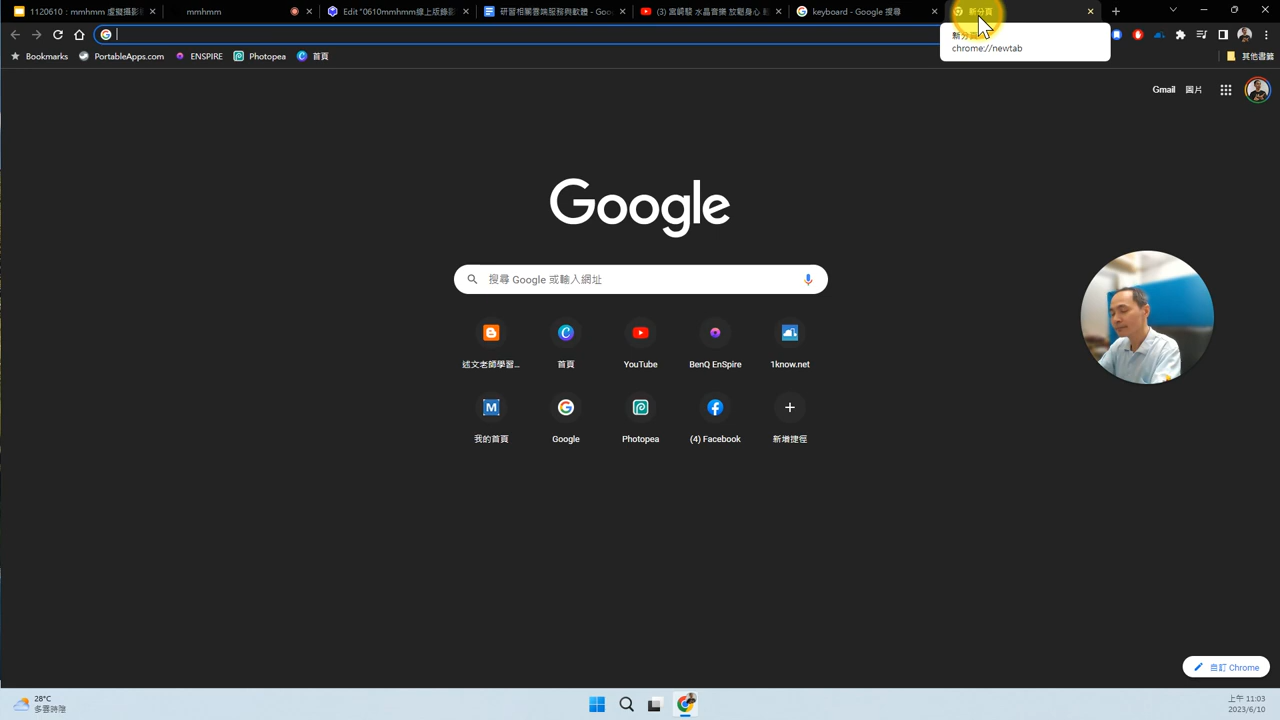 1120610 : mmhmm 虛擬攝影
mmhmm
Edit "0610mmhmm線上版錄影
研習相關雲端服務與軟體 - Goo
(3) 宮崎駿 水晶音樂 放鬆身心
keyboard - Google 搜尋
新分頁
新分頁
chrome://newtab
Bookmarks
PortableApps.com
ENSPIRE
Photopea
首頁
其他書籤
Gmail
圖片
Google
搜尋 Google 或輸入網址
述文老師學習...
首頁
YouTube
BenQ EnSpire
1know.net
我的首頁
Google
Photopea
(4) Facebook
新增捷徑
自訂 Chrome
28°C
多雲時陰
上午 11:03
2023/6/10